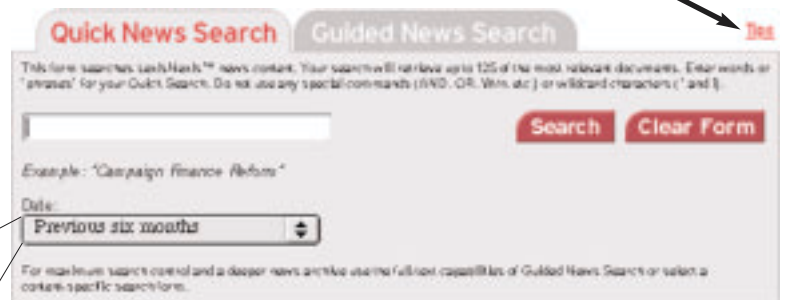 Quick News Search Guided News Search Tips
This form searches LexisNexis™ news content. Your search will retrieve up to 125 of the most relevant documents. Enter words or
"phrases" for your Quick Search. Do not use any special commands (AND, OR, W/n, etc.) or wildcard characters (* and !).
Search Clear Form
Example: "Campaign Finance Reform"
Date:
Previous six months
For maximum search control and a deeper news archive use the full text capabilities of Guided News Search or select a
content-specific search form.